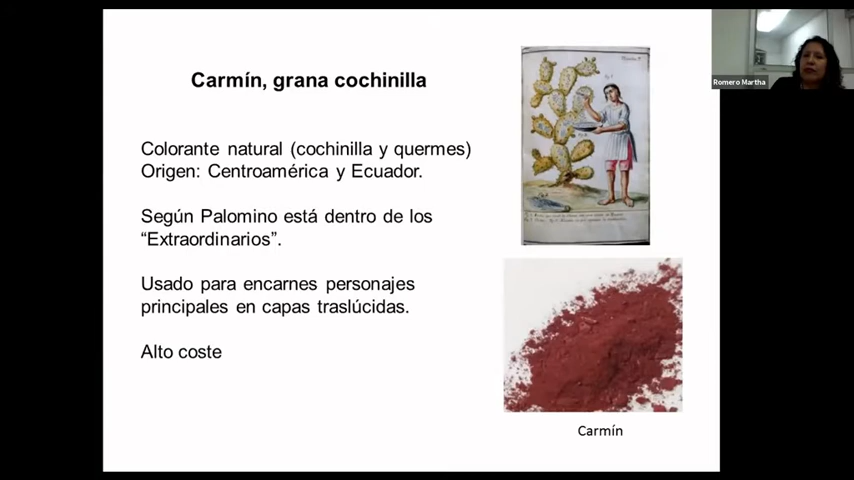 Carmín, grana cochinilla
Colorante natural (cochinilla y quermes)
Origen: Centroamérica y Ecuador.
Según Palomino está dentro de los
“Extraordinarios”.
Usado para encarnes personajes
principales en capas traslúcidas.
Alto coste
Carmín
Romero Martha